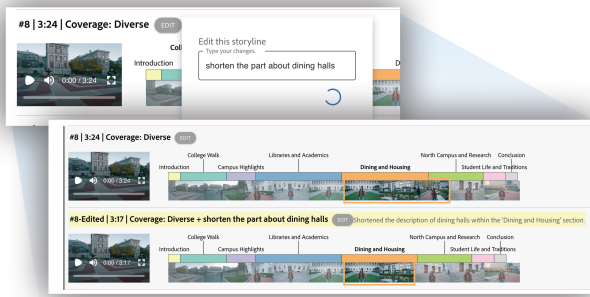 #8 | 3:24 | Coverage: Diverse EDIT
Edit this storyline
Type your changes.
shorten the part about dining halls
Coll
Introduction
D
0:00 / 3:24
#8 | 3:24 | Coverage: Diverse EDIT
College Walk Libraries and Academics North Campus and Research Conclusion
Introduction Campus Highlights Dining and Housing Student Life and Traditions
0:00 / 3:24
#8-Edited | 3:17 | Coverage: Diverse + shorten the part about dining halls EDIT Shortened the description of dining halls within the 'Dining and Housing' section.
College Walk Libraries and Academics North Campus and Research Conclusion
Introduction Campus Highlights Dining and Housing Student Life and Traditions
0:00 / 3:17